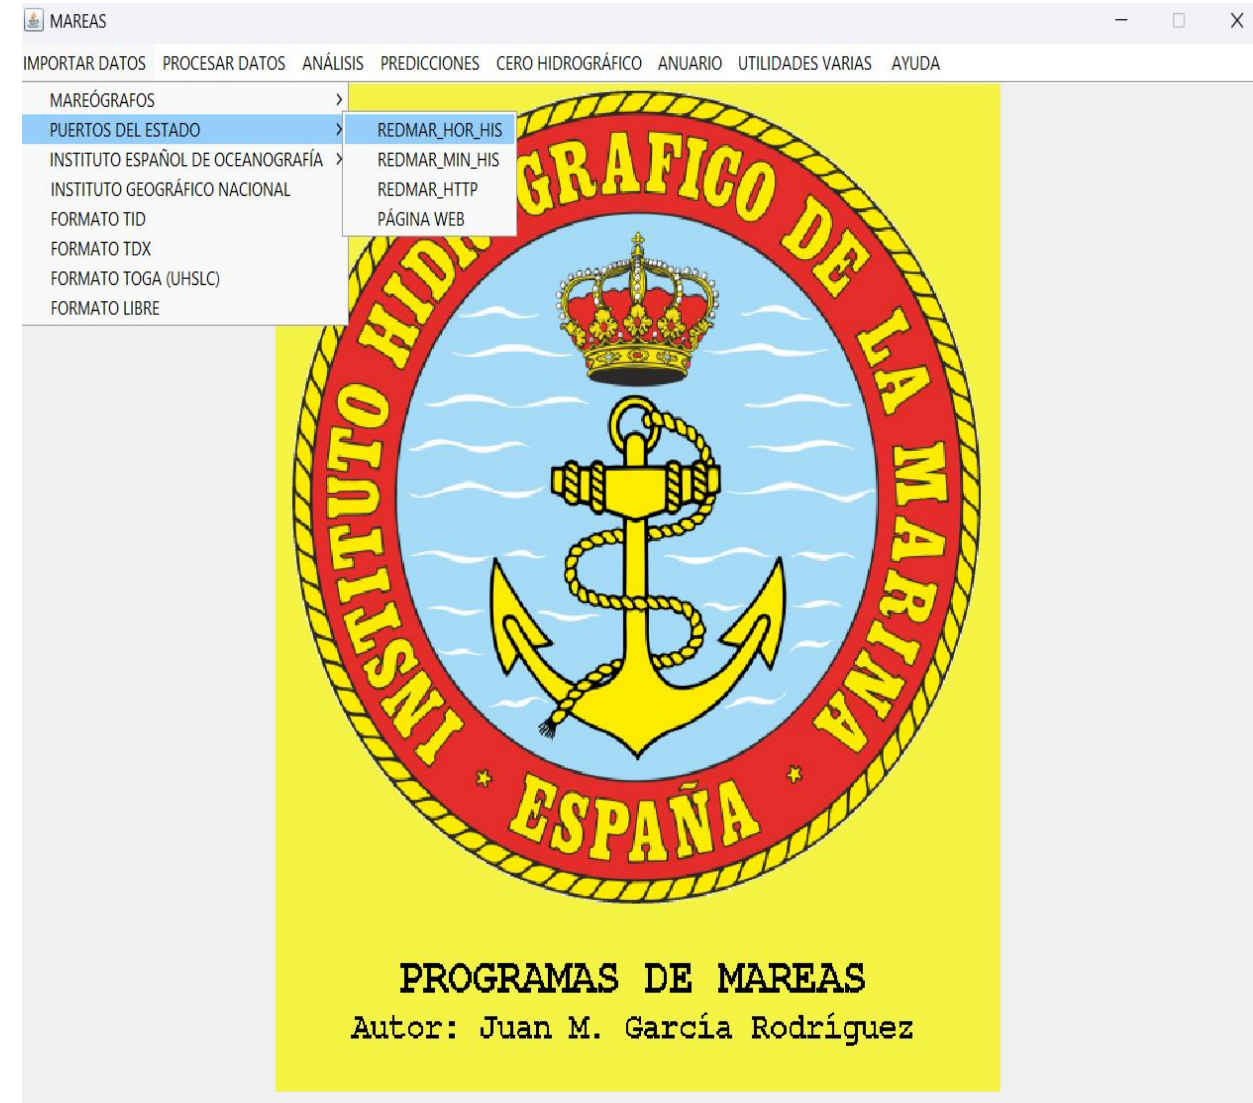 MAREAS
IMPORTAR DATOS PROCESAR DATOS ANÁLISIS PREDICCIONES CERO HIDROGRÁFICO ANUARIO UTILIDADES VARIAS AYUDA
MAREÓGRAFOS
PUERTOS DEL ESTADO
INSTITUTO ESPAÑOL DE OCEANOGRAFÍA
INSTITUTO GEOGRÁFICO NACIONAL
FORMATO TID
FORMATO TDX
FORMATO TOGA (UHSLC)
FORMATO LIBRE
REDMAR_HOR_HIS
REDMAR_MIN_HIS
REDMAR_HTTP
PÁGINA WEB
INSTITUTO HIDROGRAFICO DE LA MARINA
ESPAÑA
PROGRAMAS DE MAREAS
Autor: Juan M. García Rodríguez